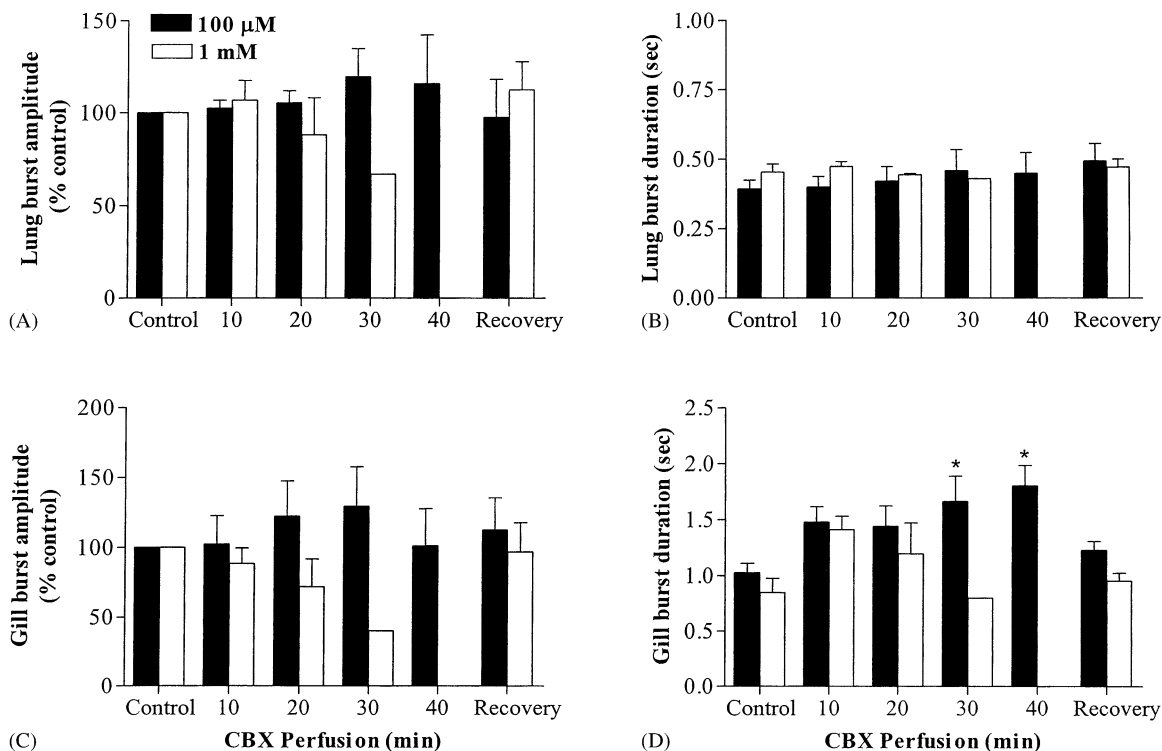 Lung burst amplitude
(% control)
150
100
50
0
100 µM
1 mM
Control 10 20 30 40 Recovery
(A)
Lung burst duration (sec)
1.00
0.75
0.50
0.25
0.00
Control 10 20 30 40 Recovery
(B)
Gill burst amplitude
(% control)
200
150
100
50
0
Control 10 20 30 40 Recovery
(C)
CBX Perfusion (min)
Gill burst duration (sec)
2.5
2.0
1.5
1.0
0.5
0.0
* *
Control 10 20 30 40 Recovery
(D)
CBX Perfusion (min)